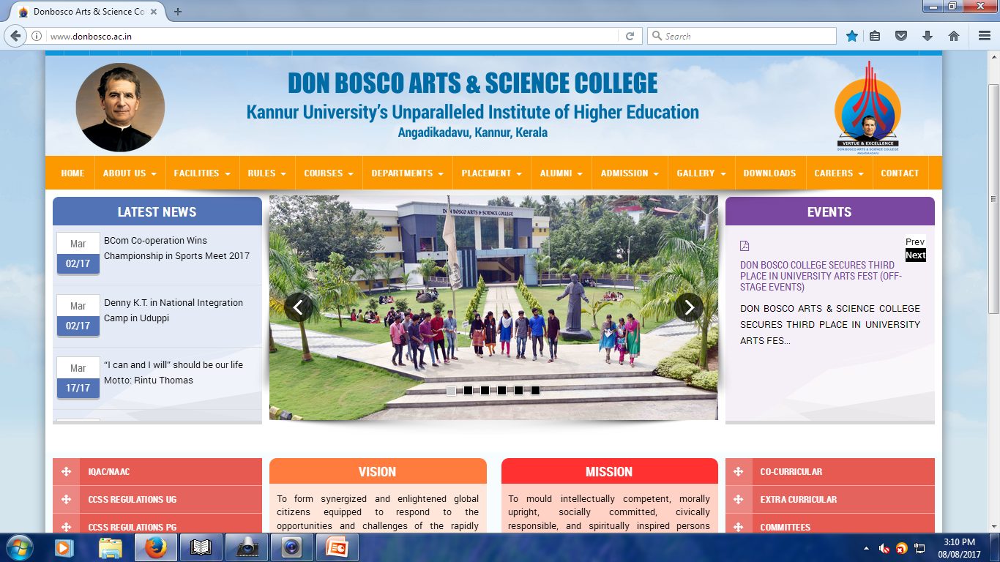 Donbosco Arts & Science Co
www.donbosco.ac.in
Search
DON BOSCO ARTS & SCIENCE COLLEGE
Kannur University's Unparalleled Institute of Higher Education
Angadikadavu, Kannur, Kerala
VIRTUE & EXCELLENCE
DON BOSCO ARTS & SCIENCE COLLEGE
ANGADIKADAVU
HOME ABOUT US FACILITIES RULES COURSES DEPARTMENTS PLACEMENT ALUMNI ADMISSION GALLERY DOWNLOADS CAREERS CONTACT
LATEST NEWS
Mar
02/17
BCom Co-operation Wins
Championship in Sports Meet 2017
Mar
02/17
Denny K.T. in National Integration
Camp in Uduppi
Mar
17/17
“I can and I will” should be our life
Motto: Rintu Thomas
DON BOSCO ARTS & SCIENCE COLLEGE
EVENTS
Prev
Next
DON BOSCO COLLEGE SECURES THIRD
PLACE IN UNIVERSITY ARTS FEST (OFF-
STAGE EVENTS)
DON BOSCO ARTS & SCIENCE COLLEGE
SECURES THIRD PLACE IN UNIVERSITY
ARTS FES...
IQAC/NAAC
CCSS REGULATIONS UG
CCSS REGULATIONS PG
VISION
To form synergized and enlightened global
citizens equipped to respond to the
opportunities and challenges of the rapidly
MISSION
To mould intellectually competent, morally
upright, socially committed, civically
responsible, and spiritually inspired persons
CO-CURRICULAR
EXTRA CURRICULAR
COMMITTEES
3:10 PM
08/08/2017